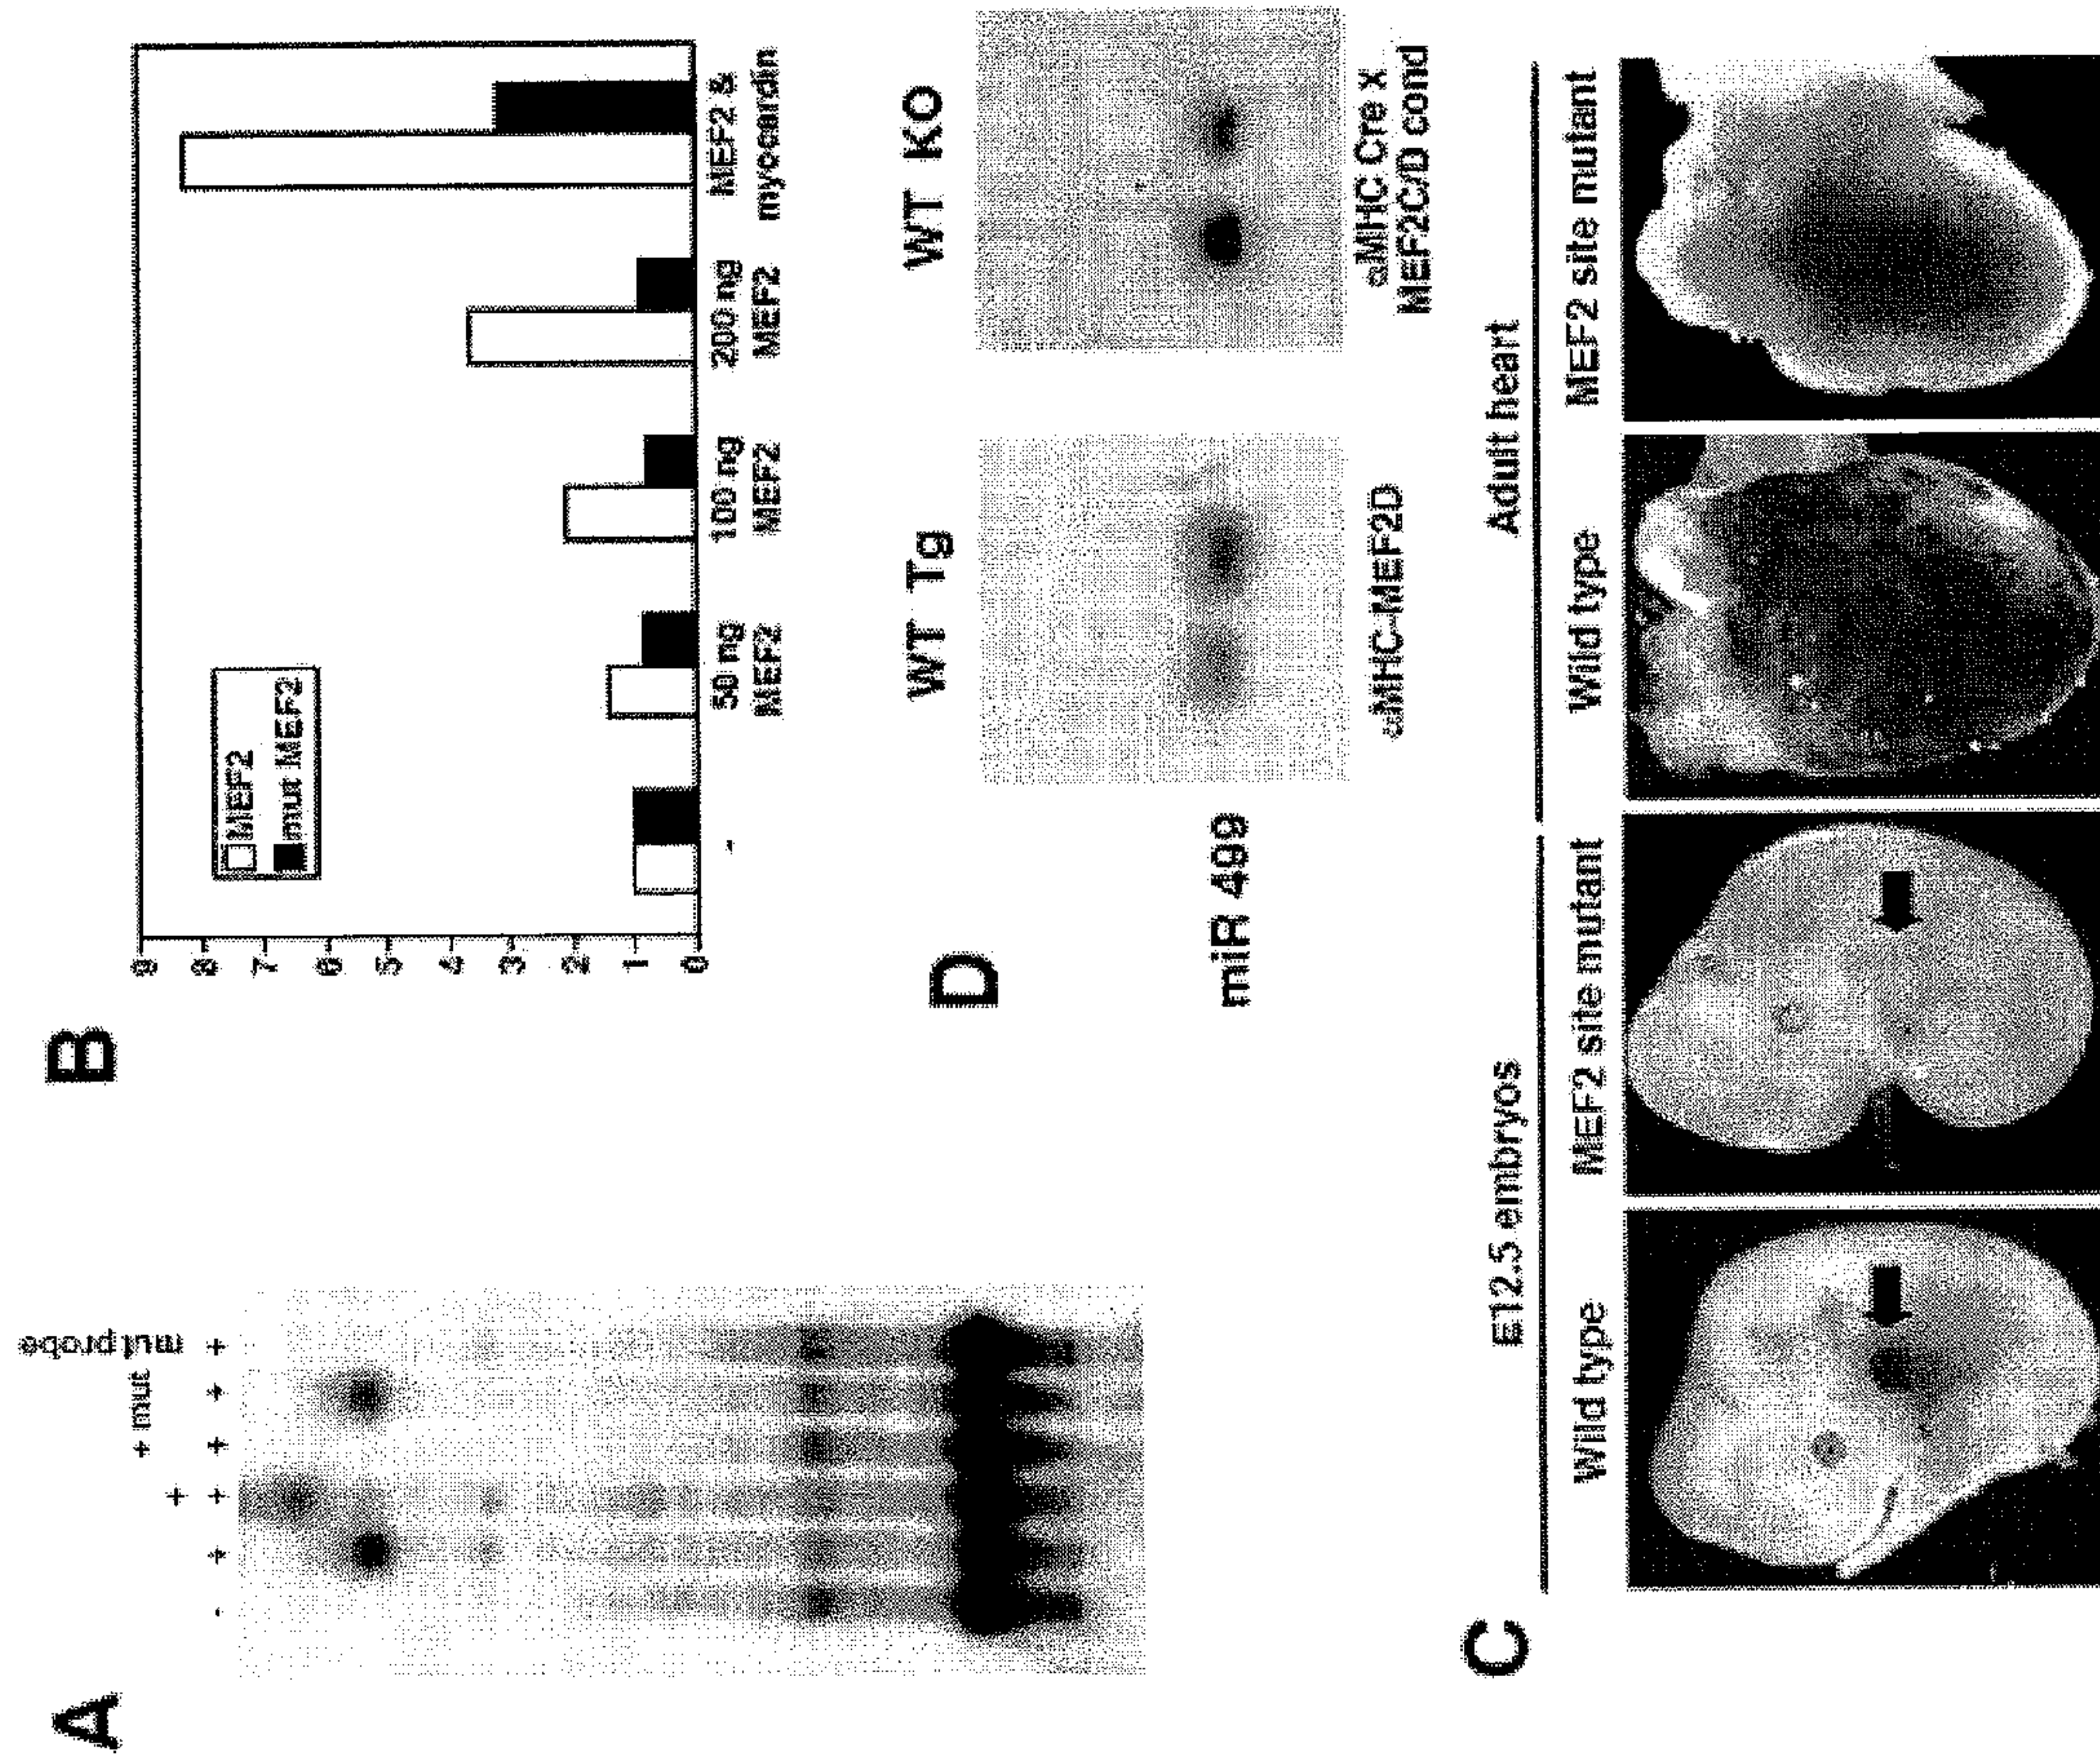 A
mut probe
+ mut
+
- + + + + +
B
MEF2
mut MEF2
9
8
7
6
5
4
3
2
1
0
-
50 ng
MEF2
100 ng
MEF2
200 ng
MEF2
MEF2 &
myocardin
D
WT Tg
WT KO
miR 499
αMHC-MEF2D
αMHC Cre x
MEF2C/D cond
C
E12.5 embryos
Adult heart
Wild type
MEF2 site mutant
Wild type
MEF2 site mutant